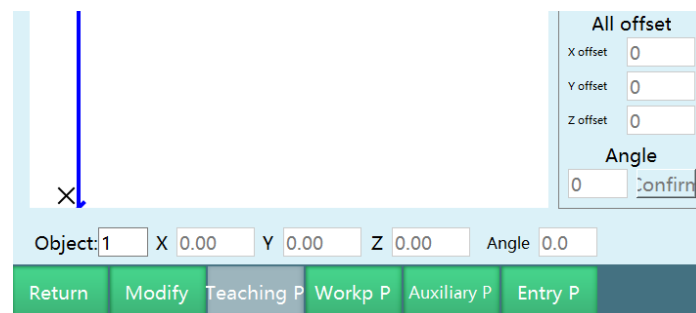 All offset
X offset 0
Y offset 0
Z offset 0
Angle
0 Confirm
X
Object: 1 X 0.00 Y 0.00 Z 0.00 Angle 0.0
Return Modify Teaching P Workp P Auxiliary P Entry P